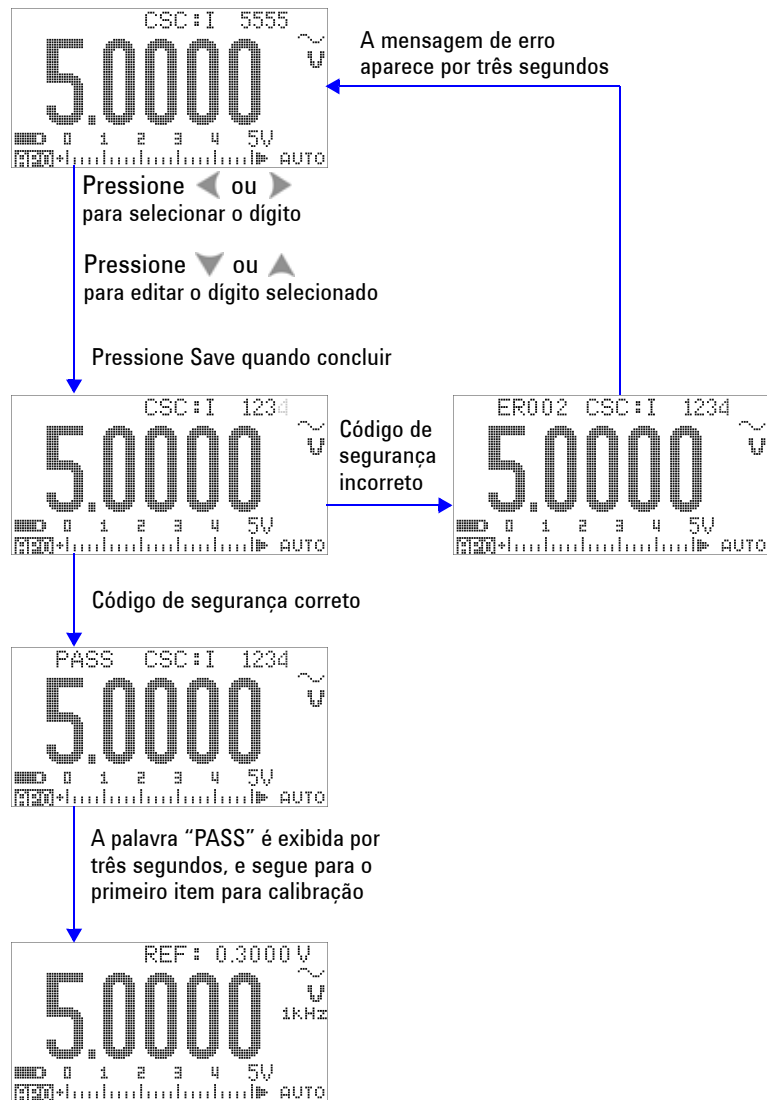 CSC:I 5555
5.0000
V
0 1 2 3 4 5V
APO AUTO
A mensagem de erro
aparece por três segundos
Pressione ◀ ou ▶
para selecionar o dígito
Pressione ▼ ou ▲
para editar o dígito selecionado
Pressione Save quando concluir
CSC:I 1234
5.0000
V
0 1 2 3 4 5V
APO AUTO
Código de
segurança
incorreto
ER002 CSC:I 1234
5.0000
V
0 1 2 3 4 5V
APO AUTO
Código de segurança correto
PASS CSC:I 1234
5.0000
V
0 1 2 3 4 5V
APO AUTO
A palavra “PASS” é exibida por
três segundos, e segue para o
primeiro item para calibração
REF: 0.3000 V
5.0000
V
1kHz
0 1 2 3 4 5V
APO AUTO